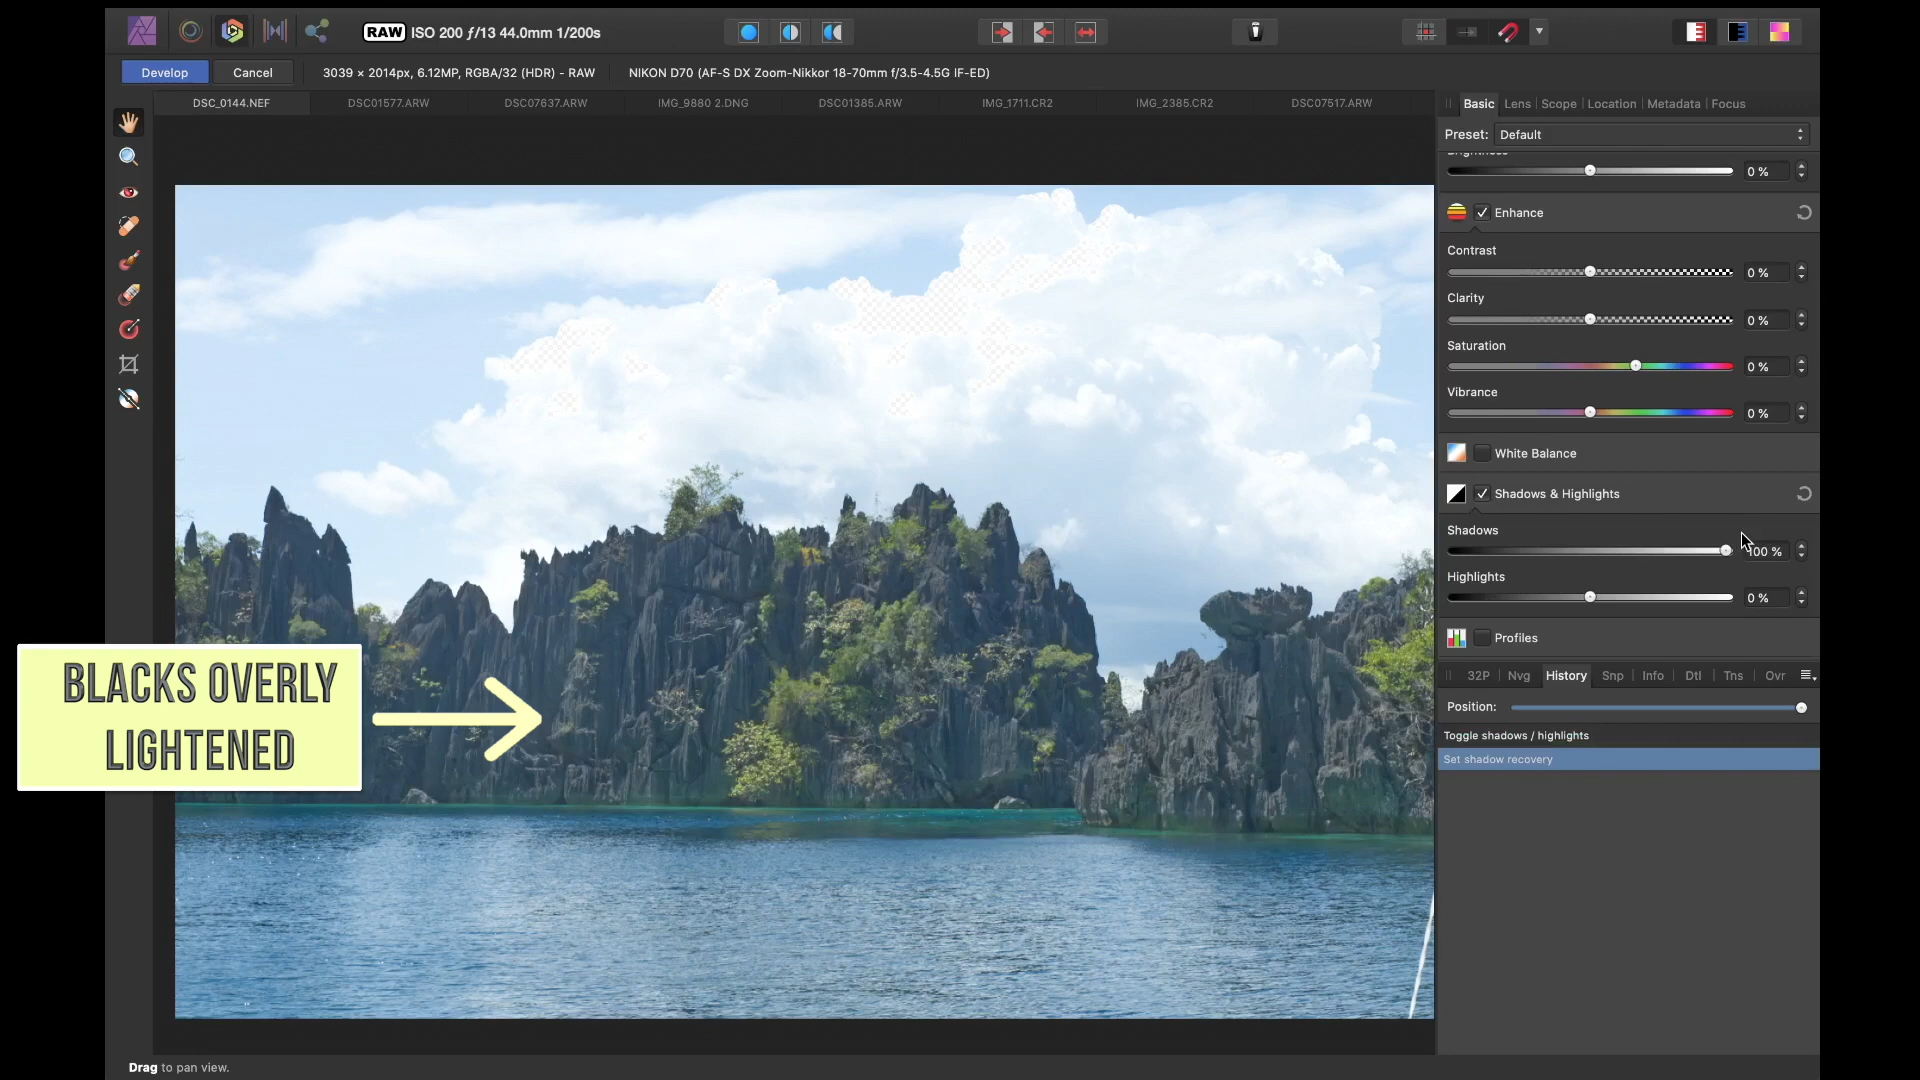 RAW ISO 200 ƒ/13 44.0mm 1/200s
Develop Cancel 3039 × 2014px, 6.12MP, RGBA/32 (HDR) - RAW NIKON D70 (AF-S DX Zoom-Nikkor 18-70mm f/3.5-4.5G IF-ED)
DSC_0144.NEF DSC01577.ARW DSC07637.ARW IMG_9880 2.DNG DSC01385.ARW IMG_1711.CR2 IMG_2385.CR2 DSC07517.ARW
Basic Lens Scope Location Metadata Focus
Preset: Default
Brightness
0 %
Enhance
Contrast
0 %
Clarity
0 %
Saturation
0 %
Vibrance
0 %
White Balance
Shadows & Highlights
Shadows
100 %
Highlights
0 %
Profiles
32P Nvg History Snp Info Dtl Tns Ovr
Position:
Toggle shadows / highlights
Set shadow recovery
BLACKS OVERLY
LIGHTENED
Drag to pan view.